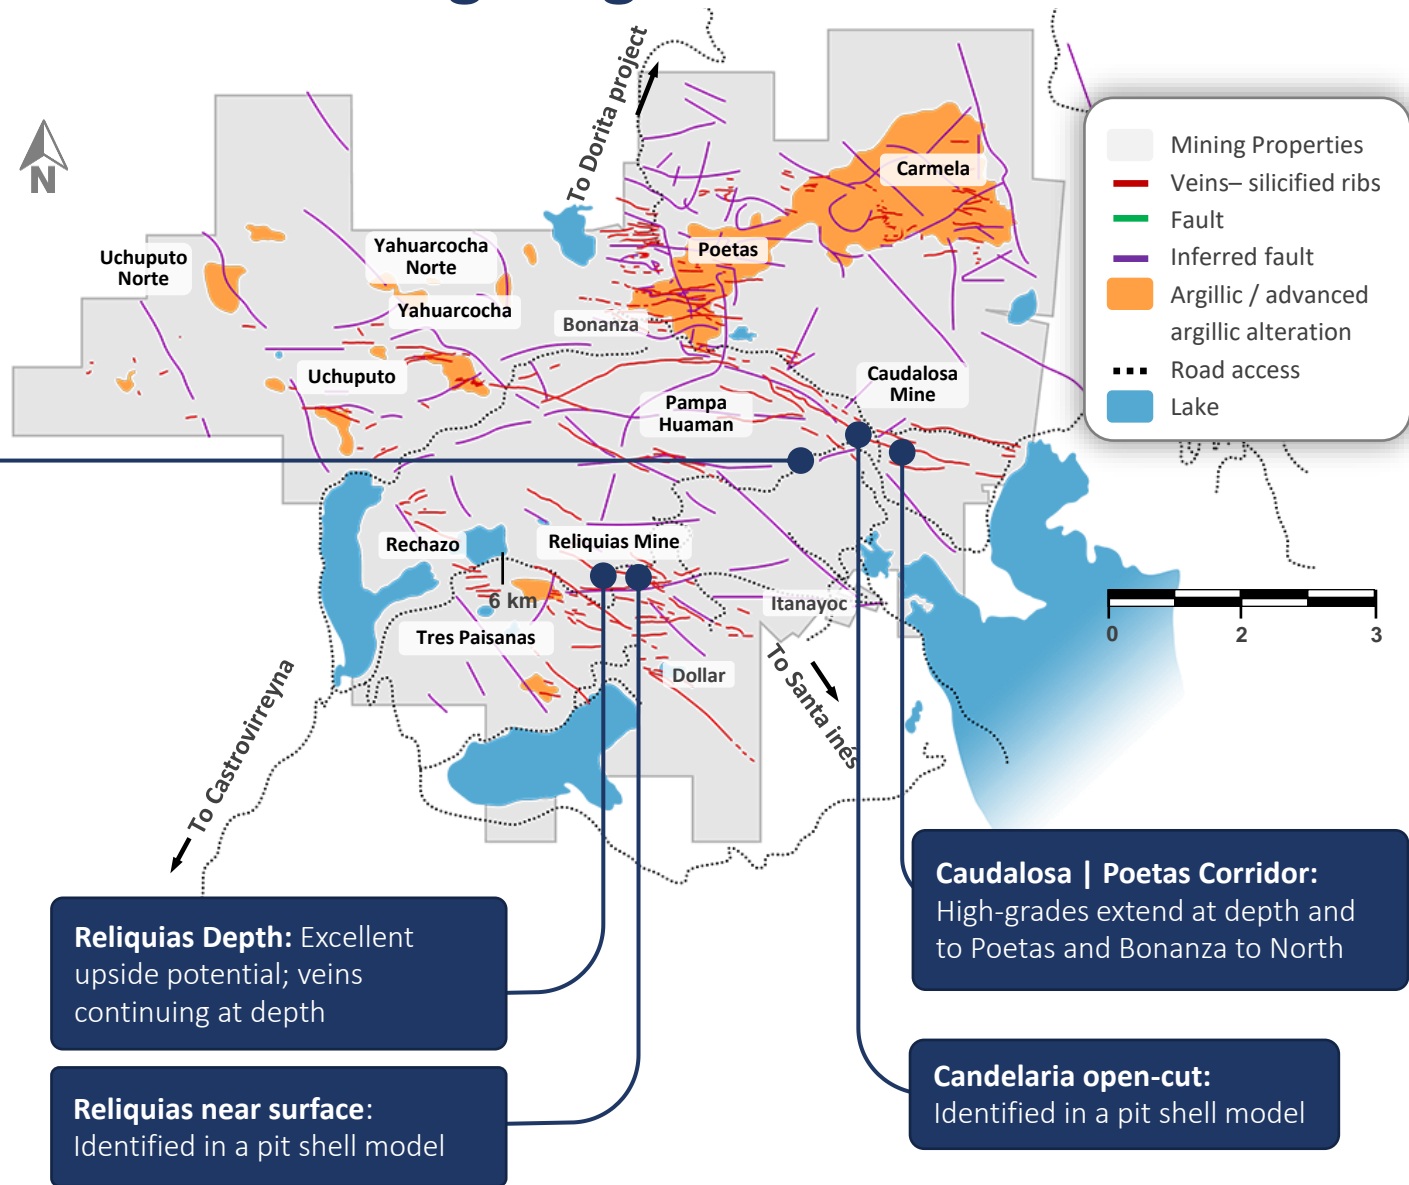 To Dorita project
N
Carmela
Poetas
Uchuputo
Norte
Yahuarcocha
Norte
Yahuarcocha
Bonanza
Uchuputo
Caudalosa
Mine
Pampa
Huaman
Rechazo
Reliquias Mine
6 km
Itanayoc
Tres Paisanas
Dollar
To Santa inés
To Castrovirreyna
Mining Properties
Veins– silicified ribs
Fault
Inferred fault
Argillic / advanced
argillic alteration
Road access
Lake
0 2 3
Caudalosa | Poetas Corridor:
High-grades extend at depth and
to Poetas and Bonanza to North
Reliquias Depth: Excellent
upside potential; veins
continuing at depth
Candelaria open-cut:
Identified in a pit shell model
Reliquias near surface:
Identified in a pit shell model